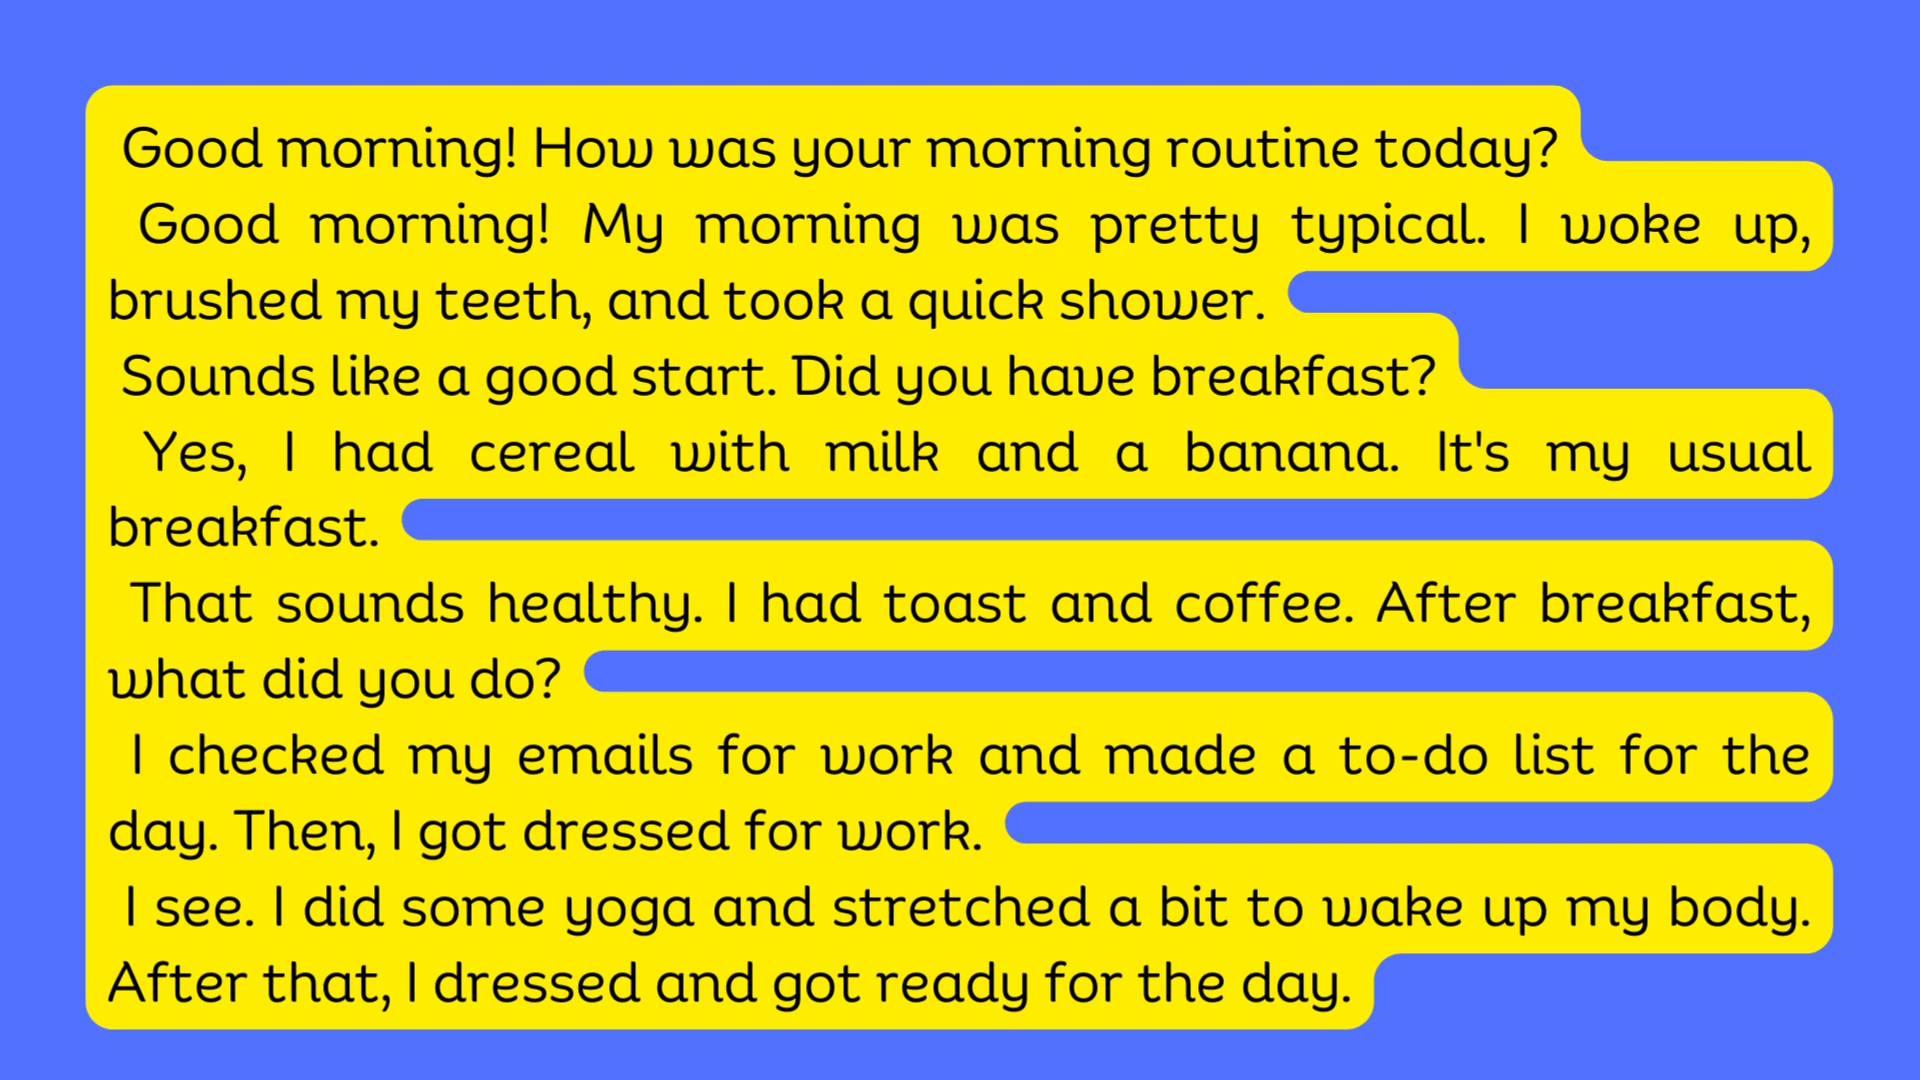 Good morning! How was your morning routine today?
Good morning! My morning was pretty typical. I woke up,
brushed my teeth, and took a quick shower.
Sounds like a good start. Did you have breakfast?
Yes, I had cereal with milk and a banana. It's my usual
breakfast.
That sounds healthy. I had toast and coffee. After breakfast,
what did you do?
I checked my emails for work and made a to-do list for the
day. Then, I got dressed for work.
I see. I did some yoga and stretched a bit to wake up my body.
After that, I dressed and got ready for the day.